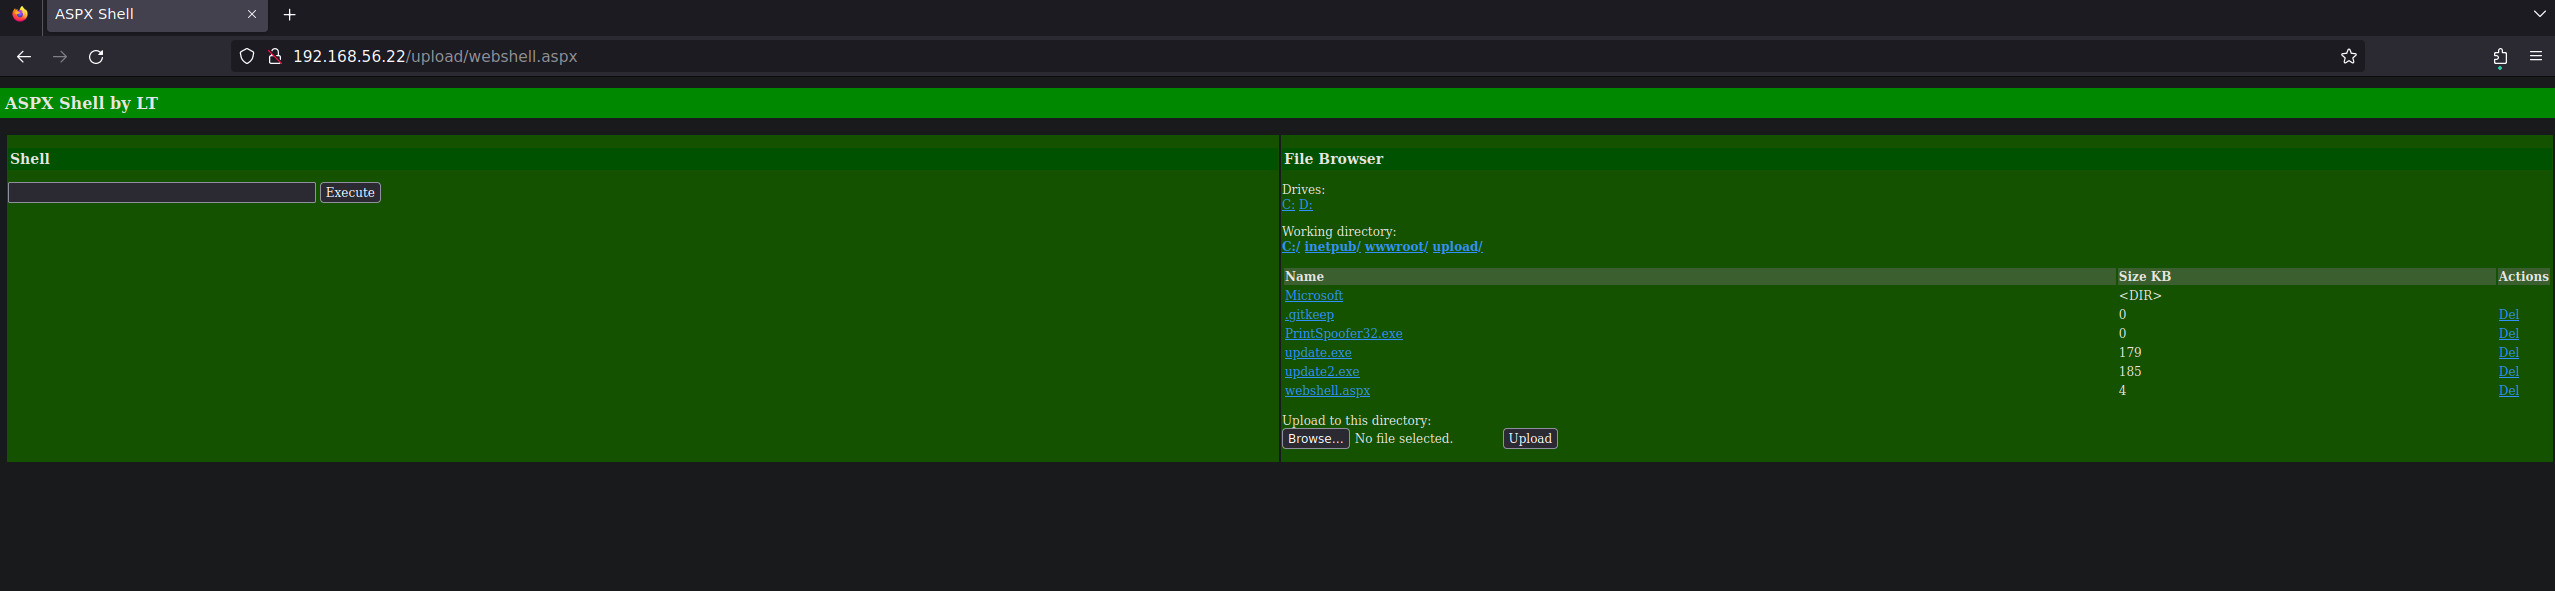 ASPX Shell
192.168.56.22/upload/webshell.aspx
ASPX Shell by LT
Shell
Execute
File Browser
Drives:
C: D:
Working directory:
C:/ inetpub/ wwwroot/ upload/
Name Size KB Actions
Microsoft <DIR>
.gitkeep 0 Del
PrintSpoofer32.exe 0 Del
update.exe 179 Del
update2.exe 185 Del
webshell.aspx 4 Del
Upload to this directory:
Browse... No file selected. Upload